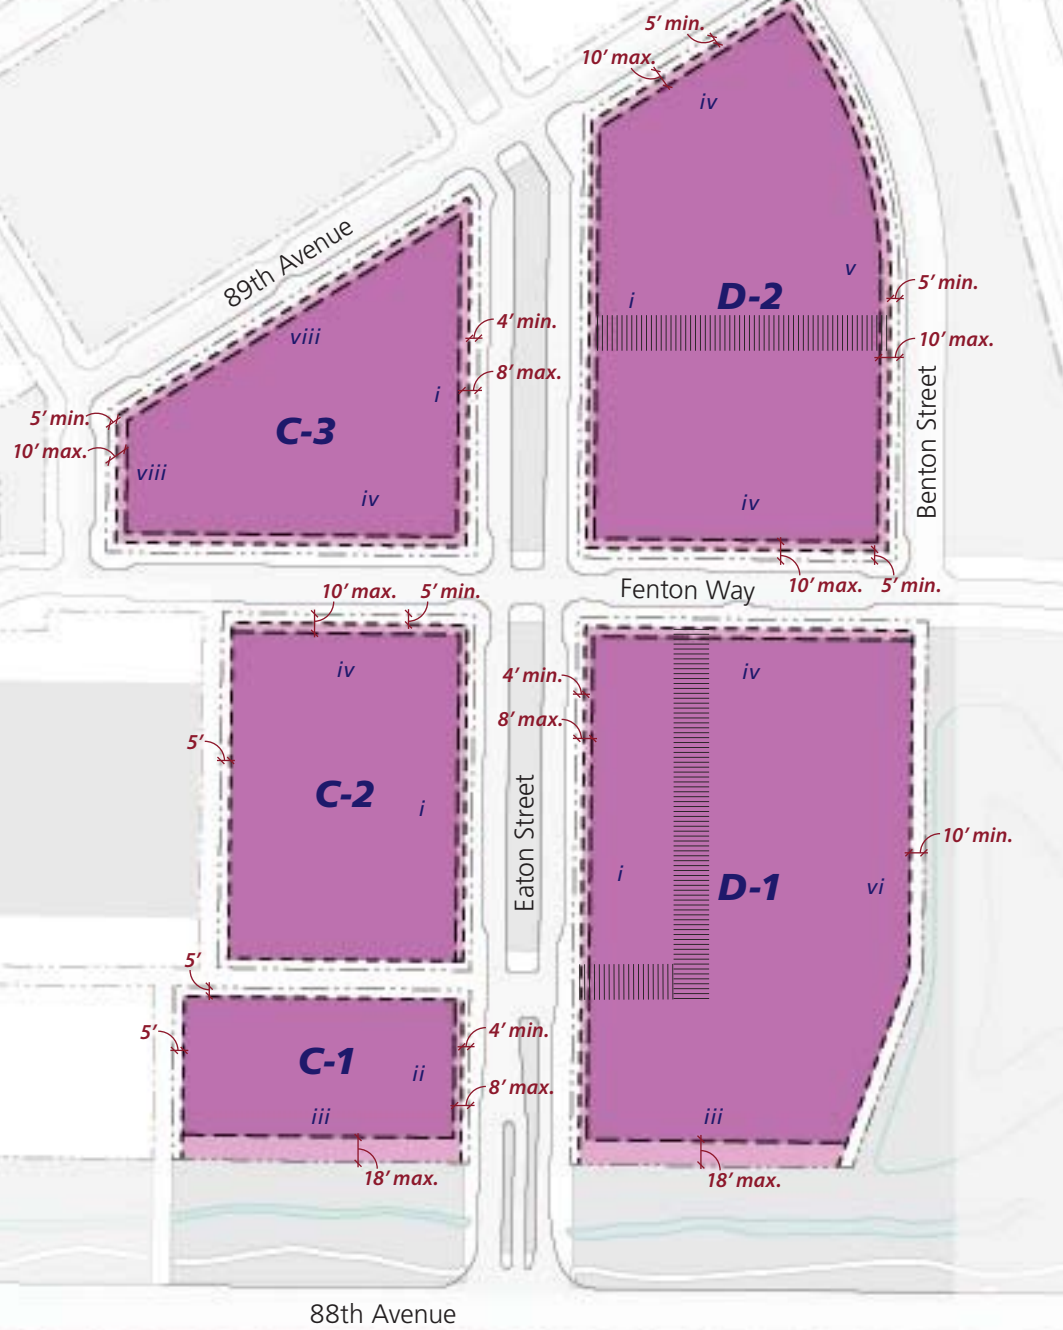 5’ min.
10’ max.
iv
89th Avenue
viii
4’ min.
8’ max.
i
C-3
5’ min.
10’ max.
viii
iv
v
i
D-2
5’ min.
10’ max.
Benton Street
iv
10’ max.
5’ min.
Fenton Way
10’ max.
5’ min.
iv
5’
C-2
i
Eaton Street
4’ min.
8’ max.
iv
i
D-1
vi
10’ min.
5’
5’
C-1
ii
iii
4’ min.
8’ max.
18’ max.
iii
18’ max.
88th Avenue